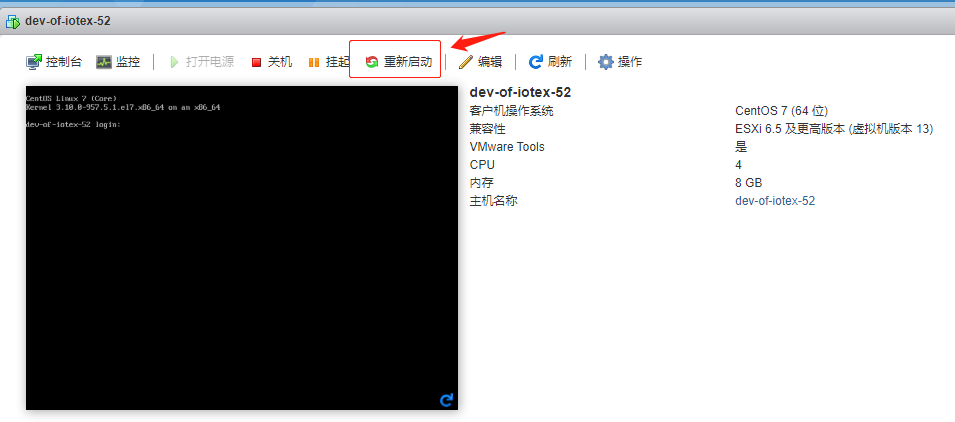 dev-of-iotex-52
控制台 监控 打开电源 关机 挂起 重新启动 编辑 刷新 操作
CentOS Linux 7 (Core)
Kernel 3.10.0-957.5.1.el7.x86_64 on an x86_64
dev-of-iotex-52 login:
dev-of-iotex-52
客户机操作系统 CentOS 7 (64 位)
兼容性 ESXi 6.5 及更高版本 (虚拟机版本 13)
VMware Tools 是
CPU 4
内存 8 GB
主机名称 dev-of-iotex-52